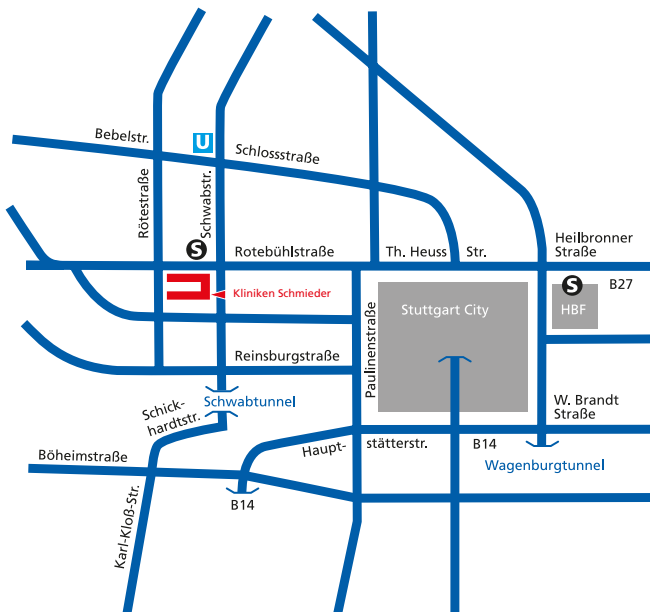 Bebelstr.
U
Schlossstraße
Rötestraße
Schwabstr.
S
Rotebühlstraße
Th. Heuss
Str.
Heilbronner
Straße
B27
S
HBF
Kliniken Schmieder
Stuttgart City
Paulinenstraße
Reinsburgstraße
Schwabtunnel
Schick-
hardtstr.
W. Brandt
Straße
Böheimstraße
Haupt-
stätterstr.
B14
Wagenburgtunnel
B14
Karl-Kloß-Str.